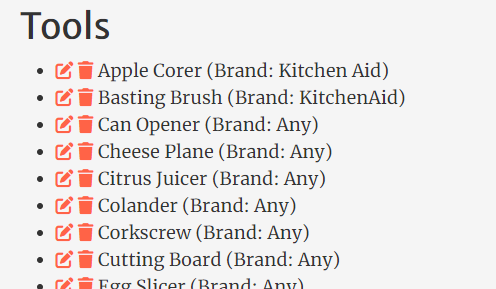 Tools
Apple Corer (Brand: Kitchen Aid)
Basting Brush (Brand: KitchenAid)
Can Opener (Brand: Any)
Cheese Plane (Brand: Any)
Citrus Juicer (Brand: Any)
Colander (Brand: Any)
Corkscrew (Brand: Any)
Cutting Board (Brand: Any)
Egg Slicer (Brand: Any)